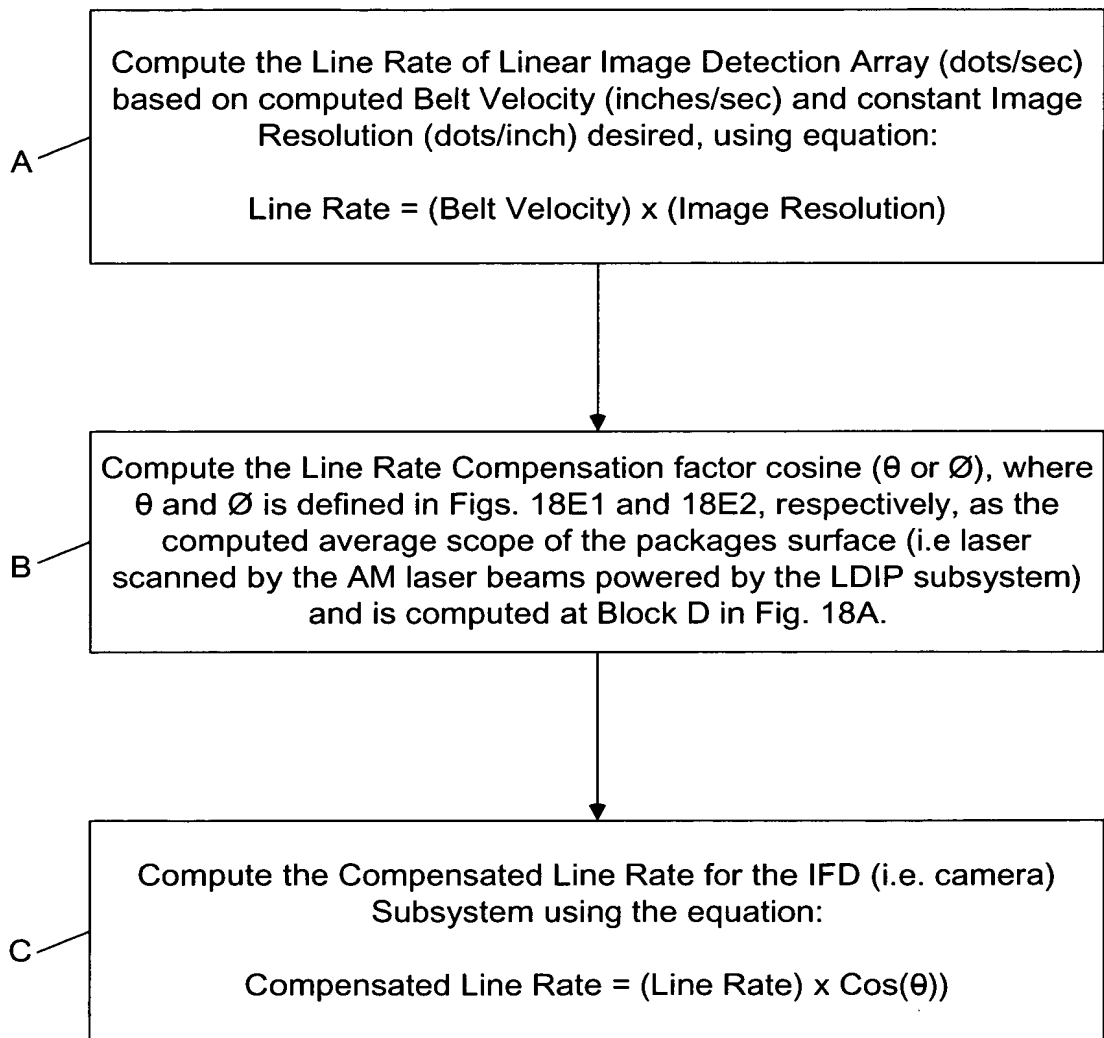 Compute the Line Rate of Linear Image Detection Array (dots/sec)
based on computed Belt Velocity (inches/sec) and constant Image
Resolution (dots/inch) desired, using equation:
A
Line Rate = (Belt Velocity) x (Image Resolution)
Compute the Line Rate Compensation factor cosine (θ or Ø), where
θ and Ø is defined in Figs. 18E1 and 18E2, respectively, as the
computed average scope of the packages surface (i.e laser
B
scanned by the AM laser beams powered by the LDIP subsystem)
and is computed at Block D in Fig. 18A.
Compute the Compensated Line Rate for the IFD (i.e. camera)
Subsystem using the equation:
C
Compensated Line Rate = (Line Rate) x Cos(θ))